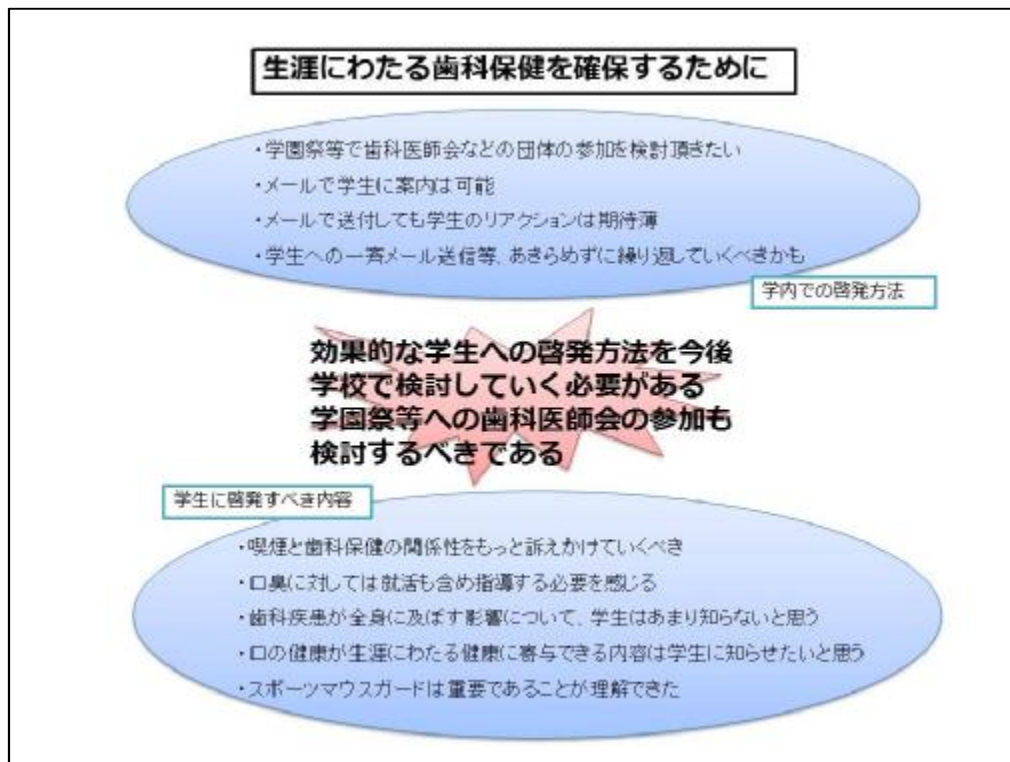 生涯にわたる歯科保健を確保するために
・学園祭等で歯科医師会などの団体の参加を検討頂きたい
・メールで学生に案内は可能
・メールで送付しても学生のリアクションは期待薄
・学生への一斉メール送信等、あきらめずに繰り返していくべきかも
学内での啓発方法
効果的な学生への啓発方法を今後
学校で検討していく必要がある
学園祭等への歯科医師会の参加も
検討するべきである
学生に啓発すべき内容
・喫煙と歯科保健の関係性をもっと訴えかけていくべき
・口臭に対しては就活も含め指導する必要を感じる
・歯科疾患が全身に及ぼす影響について、学生はあまり知らないと思う
・口の健康が生涯にわたる健康に寄与できる内容は学生に知らせたいと思う
・スポーツマウスガードは重要であることが理解できた